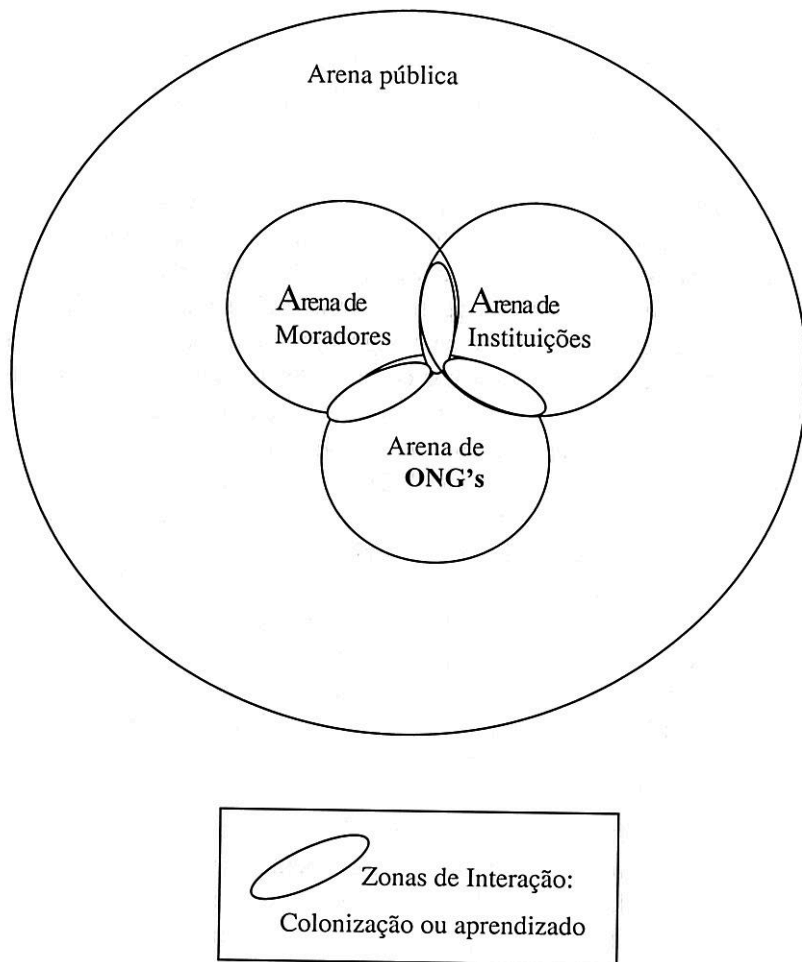 Arena pública
Arena de
Moradores
Arena de
Instituições
Arena de
ONG's
Zonas de Interação:
Colonização ou aprendizado